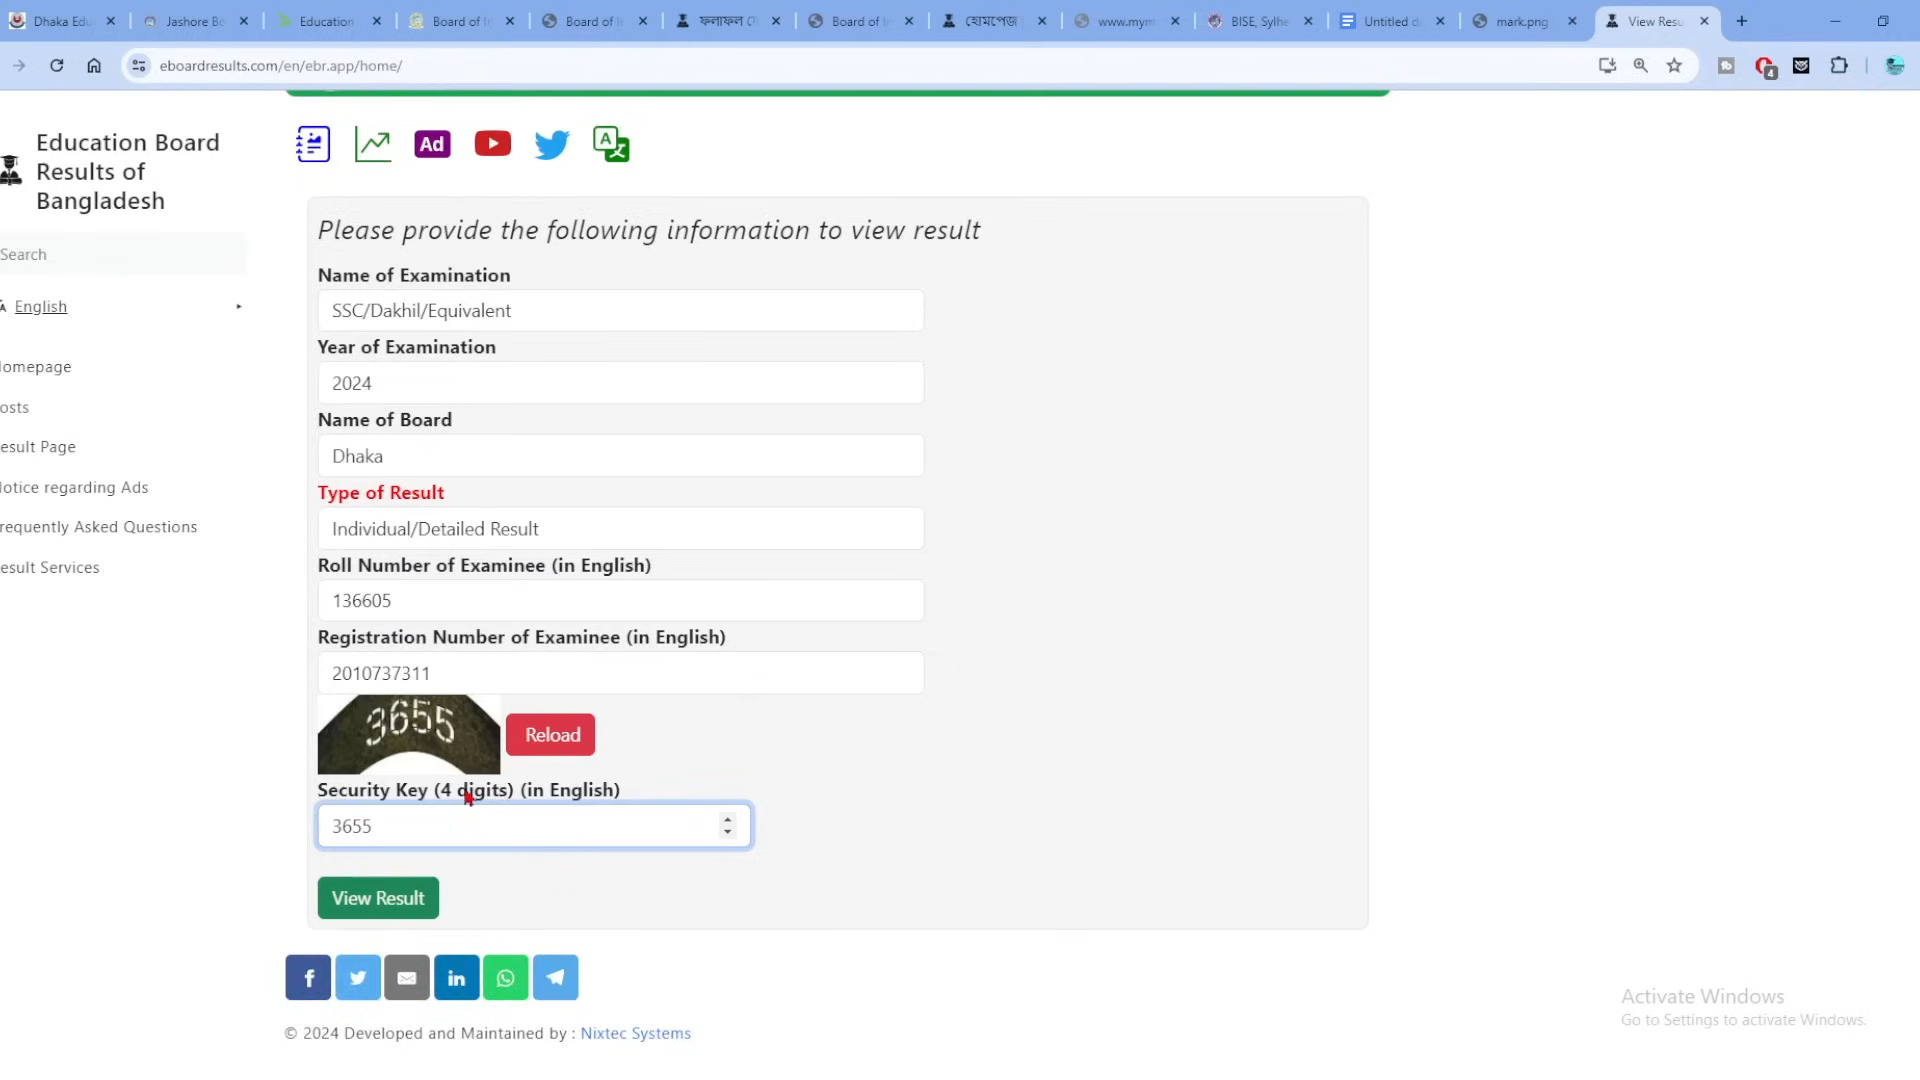 Dhaka Edu
Jashore Bo
Education
Board of In
Board of In
ফলাফল
Board of In
হোমপেজ
www.mym
BISE, Sylhe
Untitled d
mark.png
View Resu
eboardresults.com/en/ebr.app/home/
4
Education Board
Results of
Bangladesh
Search
English
omepage
osts
esult Page
otice regarding Ads
requently Asked Questions
esult Services
Ad
A
Please provide the following information to view result
Name of Examination
SSC/Dakhil/Equivalent
Year of Examination
2024
Name of Board
Dhaka
Type of Result
Individual/Detailed Result
Roll Number of Examinee (in English)
136605
Registration Number of Examinee (in English)
2010737311
3655
Reload
Security Key (4 digits) (in English)
3655
View Result
© 2024 Developed and Maintained by : Nixtec Systems
Activate Windows
Go to Settings to activate Windows.